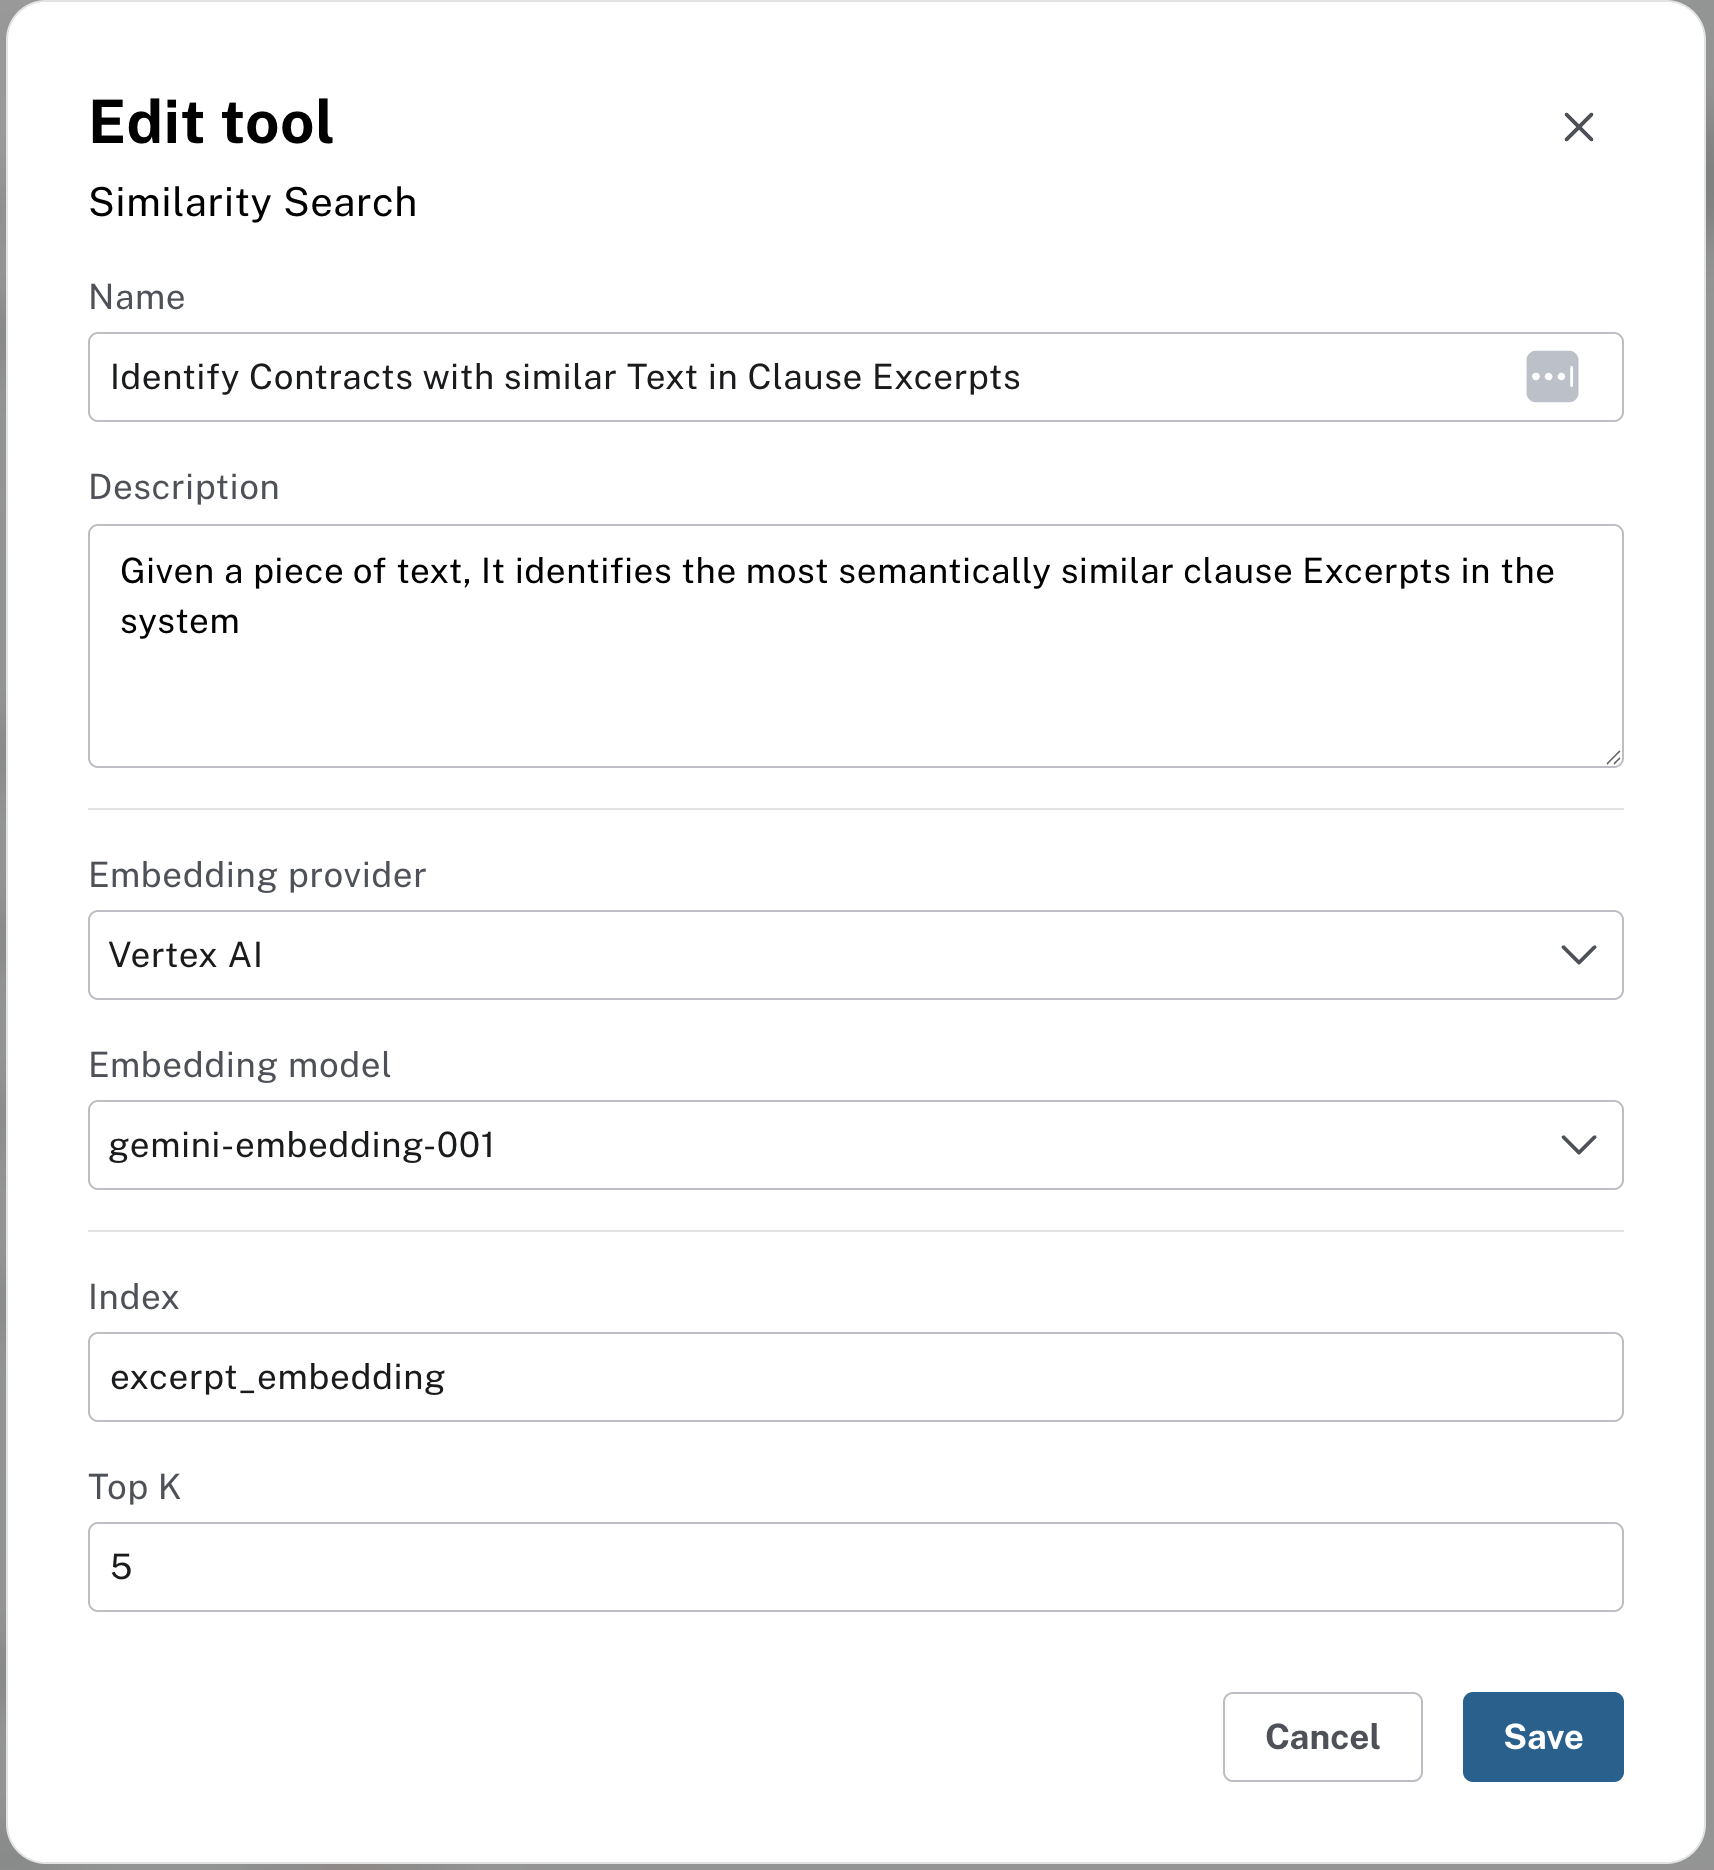 Edit tool
Similarity Search
Name
Identify Contracts with similar Text in Clause Excerpts
Description
Given a piece of text, It identifies the most semantically similar clause Excerpts in the
system
Embedding provider
Vertex AI
Embedding model
gemini-embedding-001
Index
excerpt_embedding
Top K
5
Cancel
Save